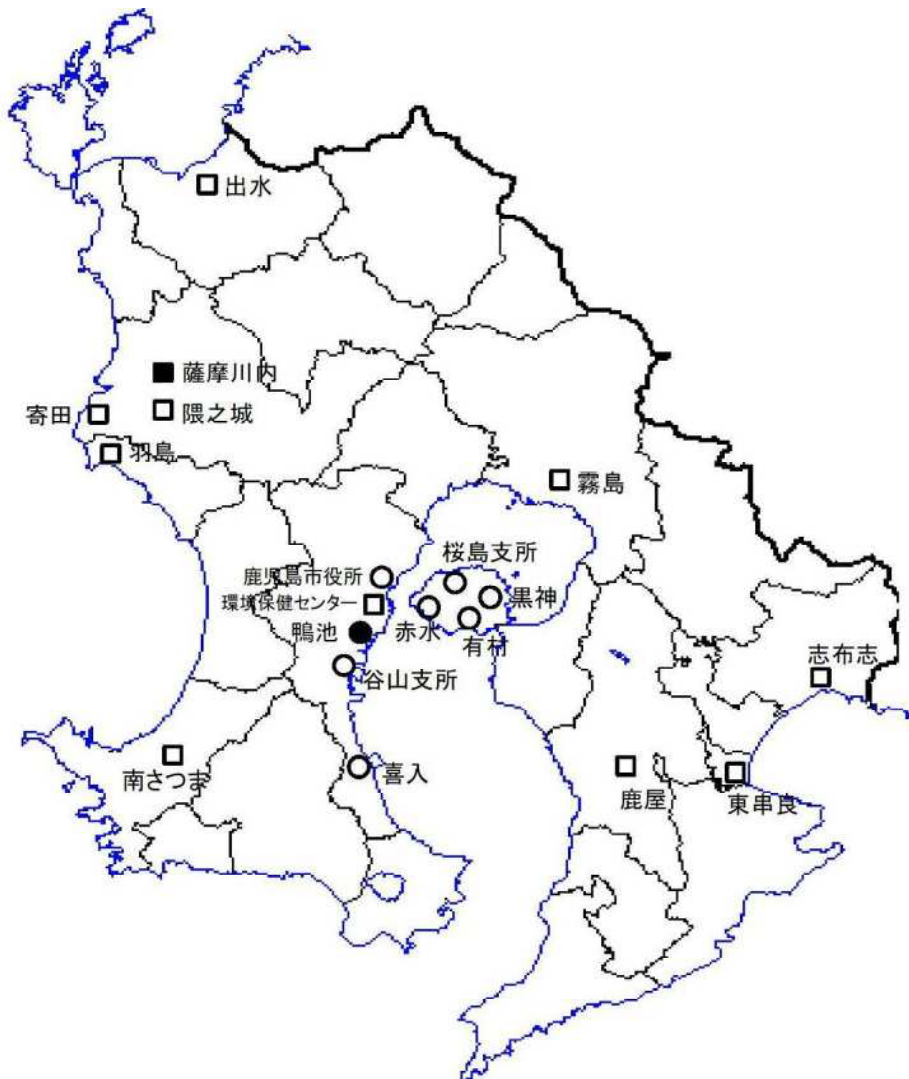 出水
薩摩川内
寄田
隈之城
羽島
霧島
桜島支所
鹿児島市役所
黒神
環境保健センター
鴨池
赤水
有村
志布志
谷山支所
南さつま
喜入
鹿屋
東串良